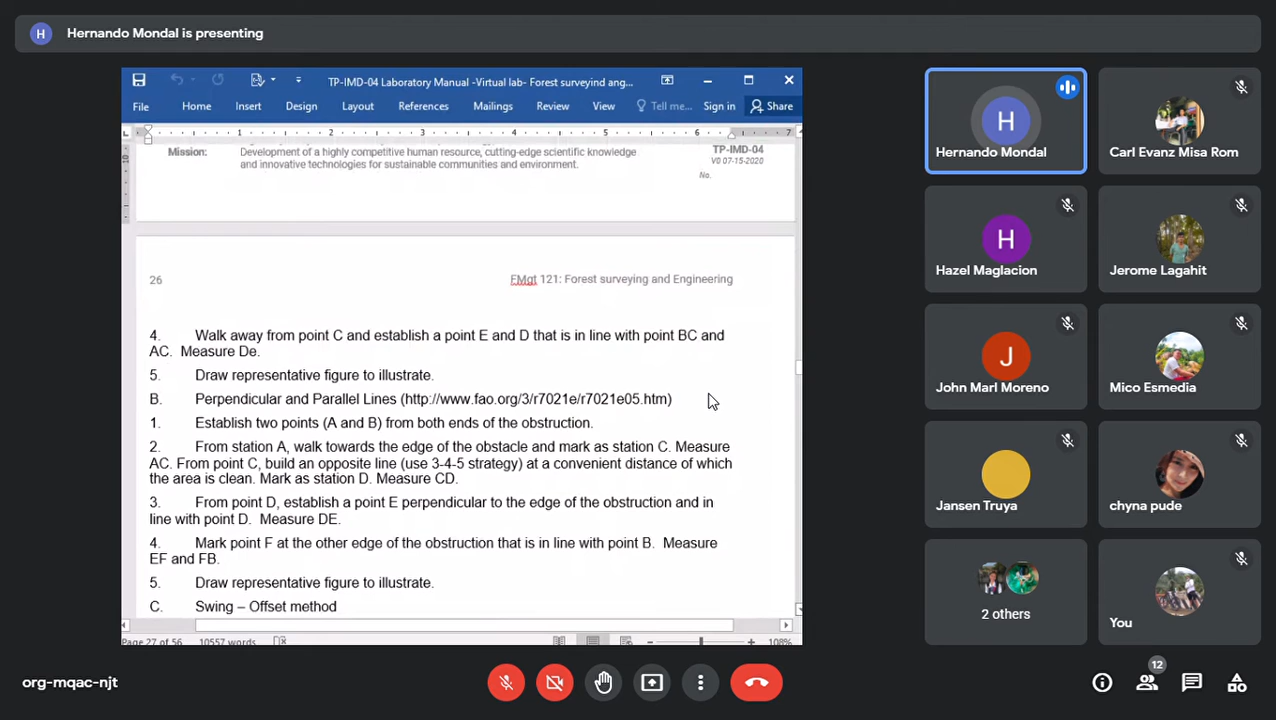 Hernando Mondal is presenting
H
TP-IMD-04 Laboratory Manual -Virtual lab- Forest surveyind ang...
File Home Insert Design Layout References Mailings Review View Tell me... Sign in Share
1 2 3 4 5 6 7
Mission: Development of a highly competitive human resource, cutting-edge scientific knowledge
and innovative technologies for sustainable communities and environment.
TP-IMD-04
V0 07-15-2020
No.
26 FMgt 121: Forest surveying and Engineering
4. Walk away from point C and establish a point E and D that is in line with point BC and
AC. Measure De.
5. Draw representative figure to illustrate.
B. Perpendicular and Parallel Lines (http://www.fao.org/3/r7021e/r7021e05.htm)
1. Establish two points (A and B) from both ends of the obstruction.
2. From station A, walk towards the edge of the obstacle and mark as station C. Measure
AC. From point C, build an opposite line (use 3-4-5 strategy) at a convenient distance of which
the area is clean. Mark as station D. Measure CD.
3. From point D, establish a point E perpendicular to the edge of the obstruction and in
line with point D. Measure DE.
4. Mark point F at the other edge of the obstruction that is in line with point B. Measure
EF and FB.
5. Draw representative figure to illustrate.
C. Swing – Offset method
Page 27 of 56 10557 words 108%
H
Hernando Mondal
Carl Evanz Misa Rom
H
Hazel Maglacion
Jerome Lagahit
J
John Marl Moreno
Mico Esmedia
Jansen Truya
chyna pude
2 others
You
org-mqac-njt
12